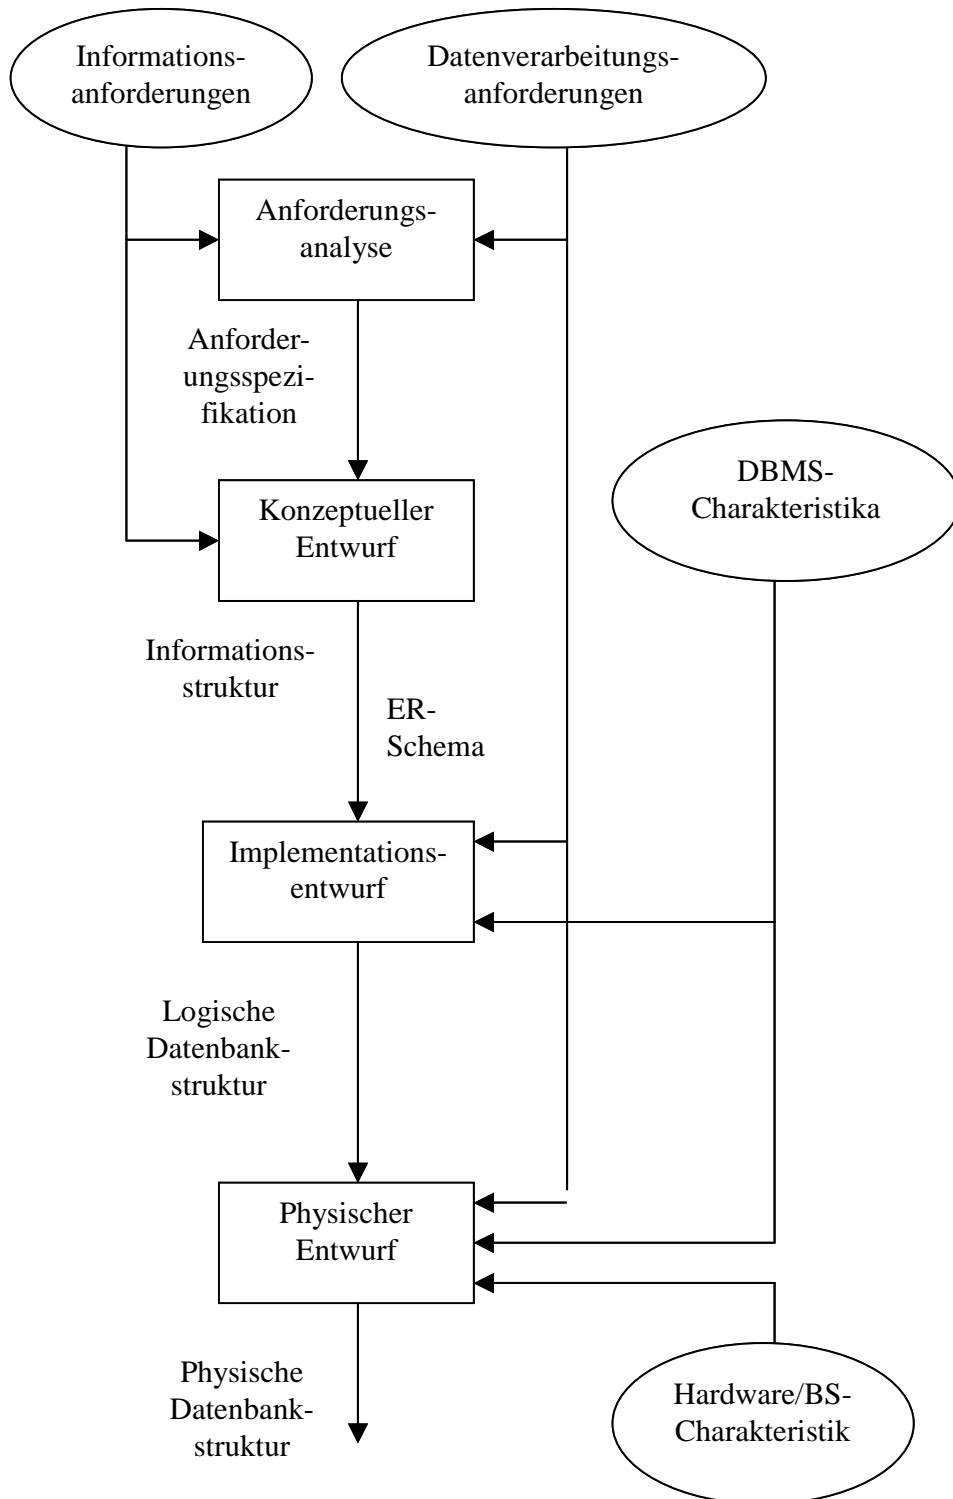 Informations-
anforderungen
Datenverarbeitungs-
anforderungen
Anforderungs-
analyse
Anforder-
ungsspezi-
fikation
Konzeptueller
Entwurf
DBMS-
Charakteristika
Informations-
struktur
ER-
Schema
Implementations-
entwurf
Logische
Datenbank-
struktur
Physischer
Entwurf
Physische
Datenbank-
struktur
Hardware/BS-
Charakteristik